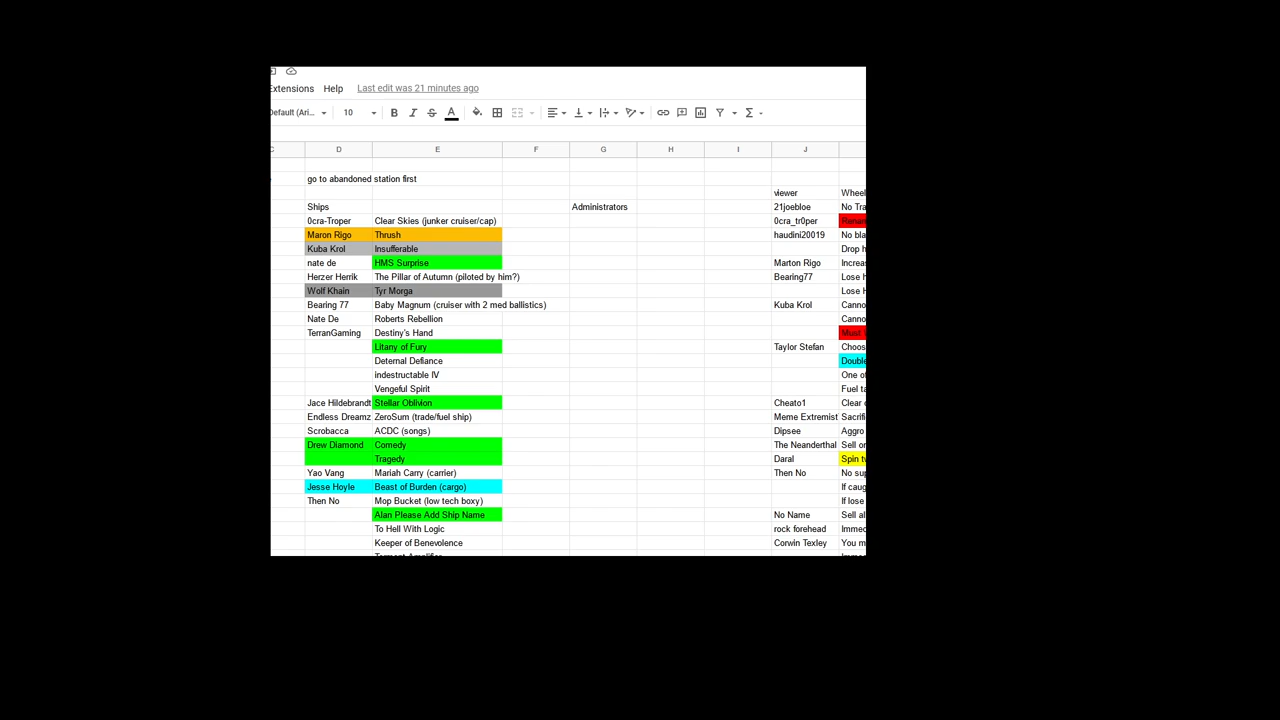 Extensions Help Last edit was 21 minutes ago
Default (Ari... 10 B I S A
C D E F G H I J
go to abandoned station first
viewer Wheel
Ships Administrators 21joebloe No Tra
0cra-Troper Clear Skies (junker cruiser/cap) 0cra_tr0per
Maron Rigo Thrush haudini20019 No bla
Kuba Krol Insufferable Drop h
nate de HMS Surprise Marton Rigo Increas
Herzer Herrik The Pillar of Autumn (piloted by him?) Bearing77 Lose h
Wolf Khain Tyr Morga Lose H
Bearing 77 Baby Magnum (cruiser with 2 med ballistics) Kuba Krol Canno
Nate De Roberts Rebellion Canno
TerranGaming Destiny's Hand Must
Litany of Fury Taylor Stefan Choos
Deternal Defiance Double
indestructable IV One of
Vengeful Spirit Fuel ta
Jace Hildebrandt Stellar Oblivion Cheato1 Clear
Endless Dreamz ZeroSum (trade/fuel ship) Meme Extremist Sacrifi
Scrobacca ACDC (songs) Dipsee Aggro
Drew Diamond Comedy The Neanderthal Sell or
Tragedy Daral Spin tw
Yao Vang Mariah Carry (carrier) Then No No sup
Jesse Hoyle Beast of Burden (cargo) If caug
Then No Mop Bucket (low tech boxy) If lose
Alan Please Add Ship Name No Name Sell al
To Hell With Logic rock forehead Immed
Keeper of Benevolence Corwin Texley You m